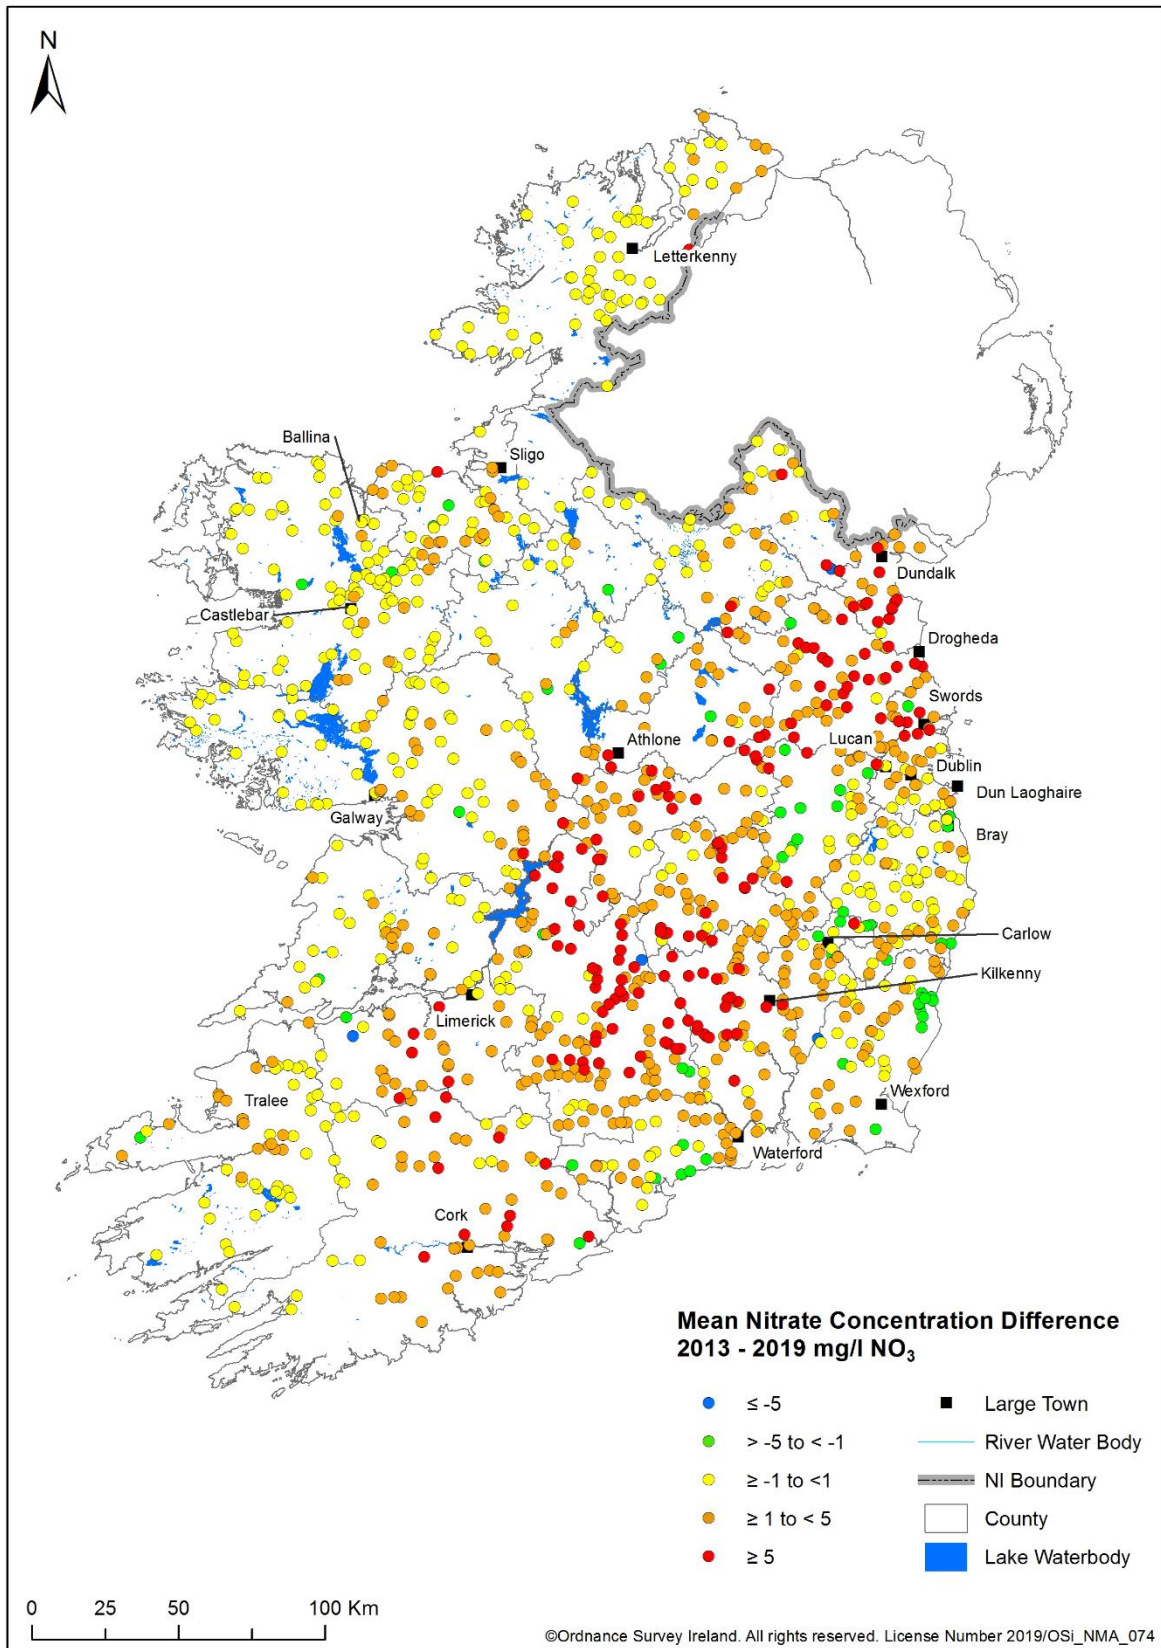 N
Letterkenny
Ballina
Sligo
Dundalk
Castlebar
Drogheda
Swords
Athlone
Lucan
Dublin
Dun Laoghaire
Galway
Bray
Carlow
Kilkenny
Limerick
Wexford
Tralee
Waterford
Cork
Mean Nitrate Concentration Difference
2013 - 2019 mg/l NO₃
≤ -5
Large Town
> -5 to < -1
River Water Body
≥ -1 to <1
NI Boundary
≥ 1 to < 5
County
≥ 5
Lake Waterbody
0 25 50 100 Km
©Ordnance Survey Ireland. All rights reserved. License Number 2019/OSi_NMA_074